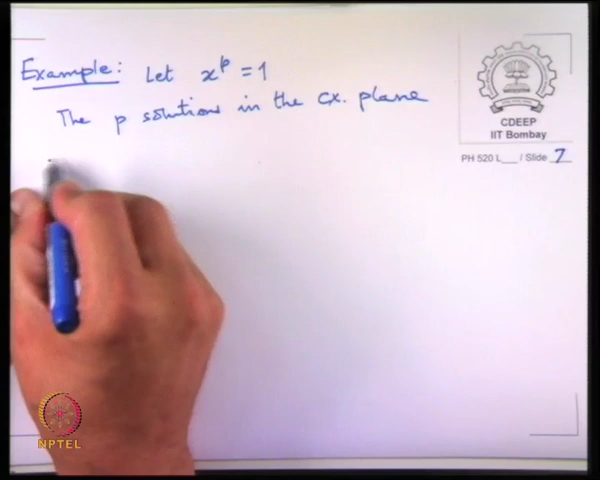 Example: Let x^p = 1
The p solutions in the cx. plane
CDEEP
IIT Bombay
PH 520 L___ / Slide 7
NPTEL